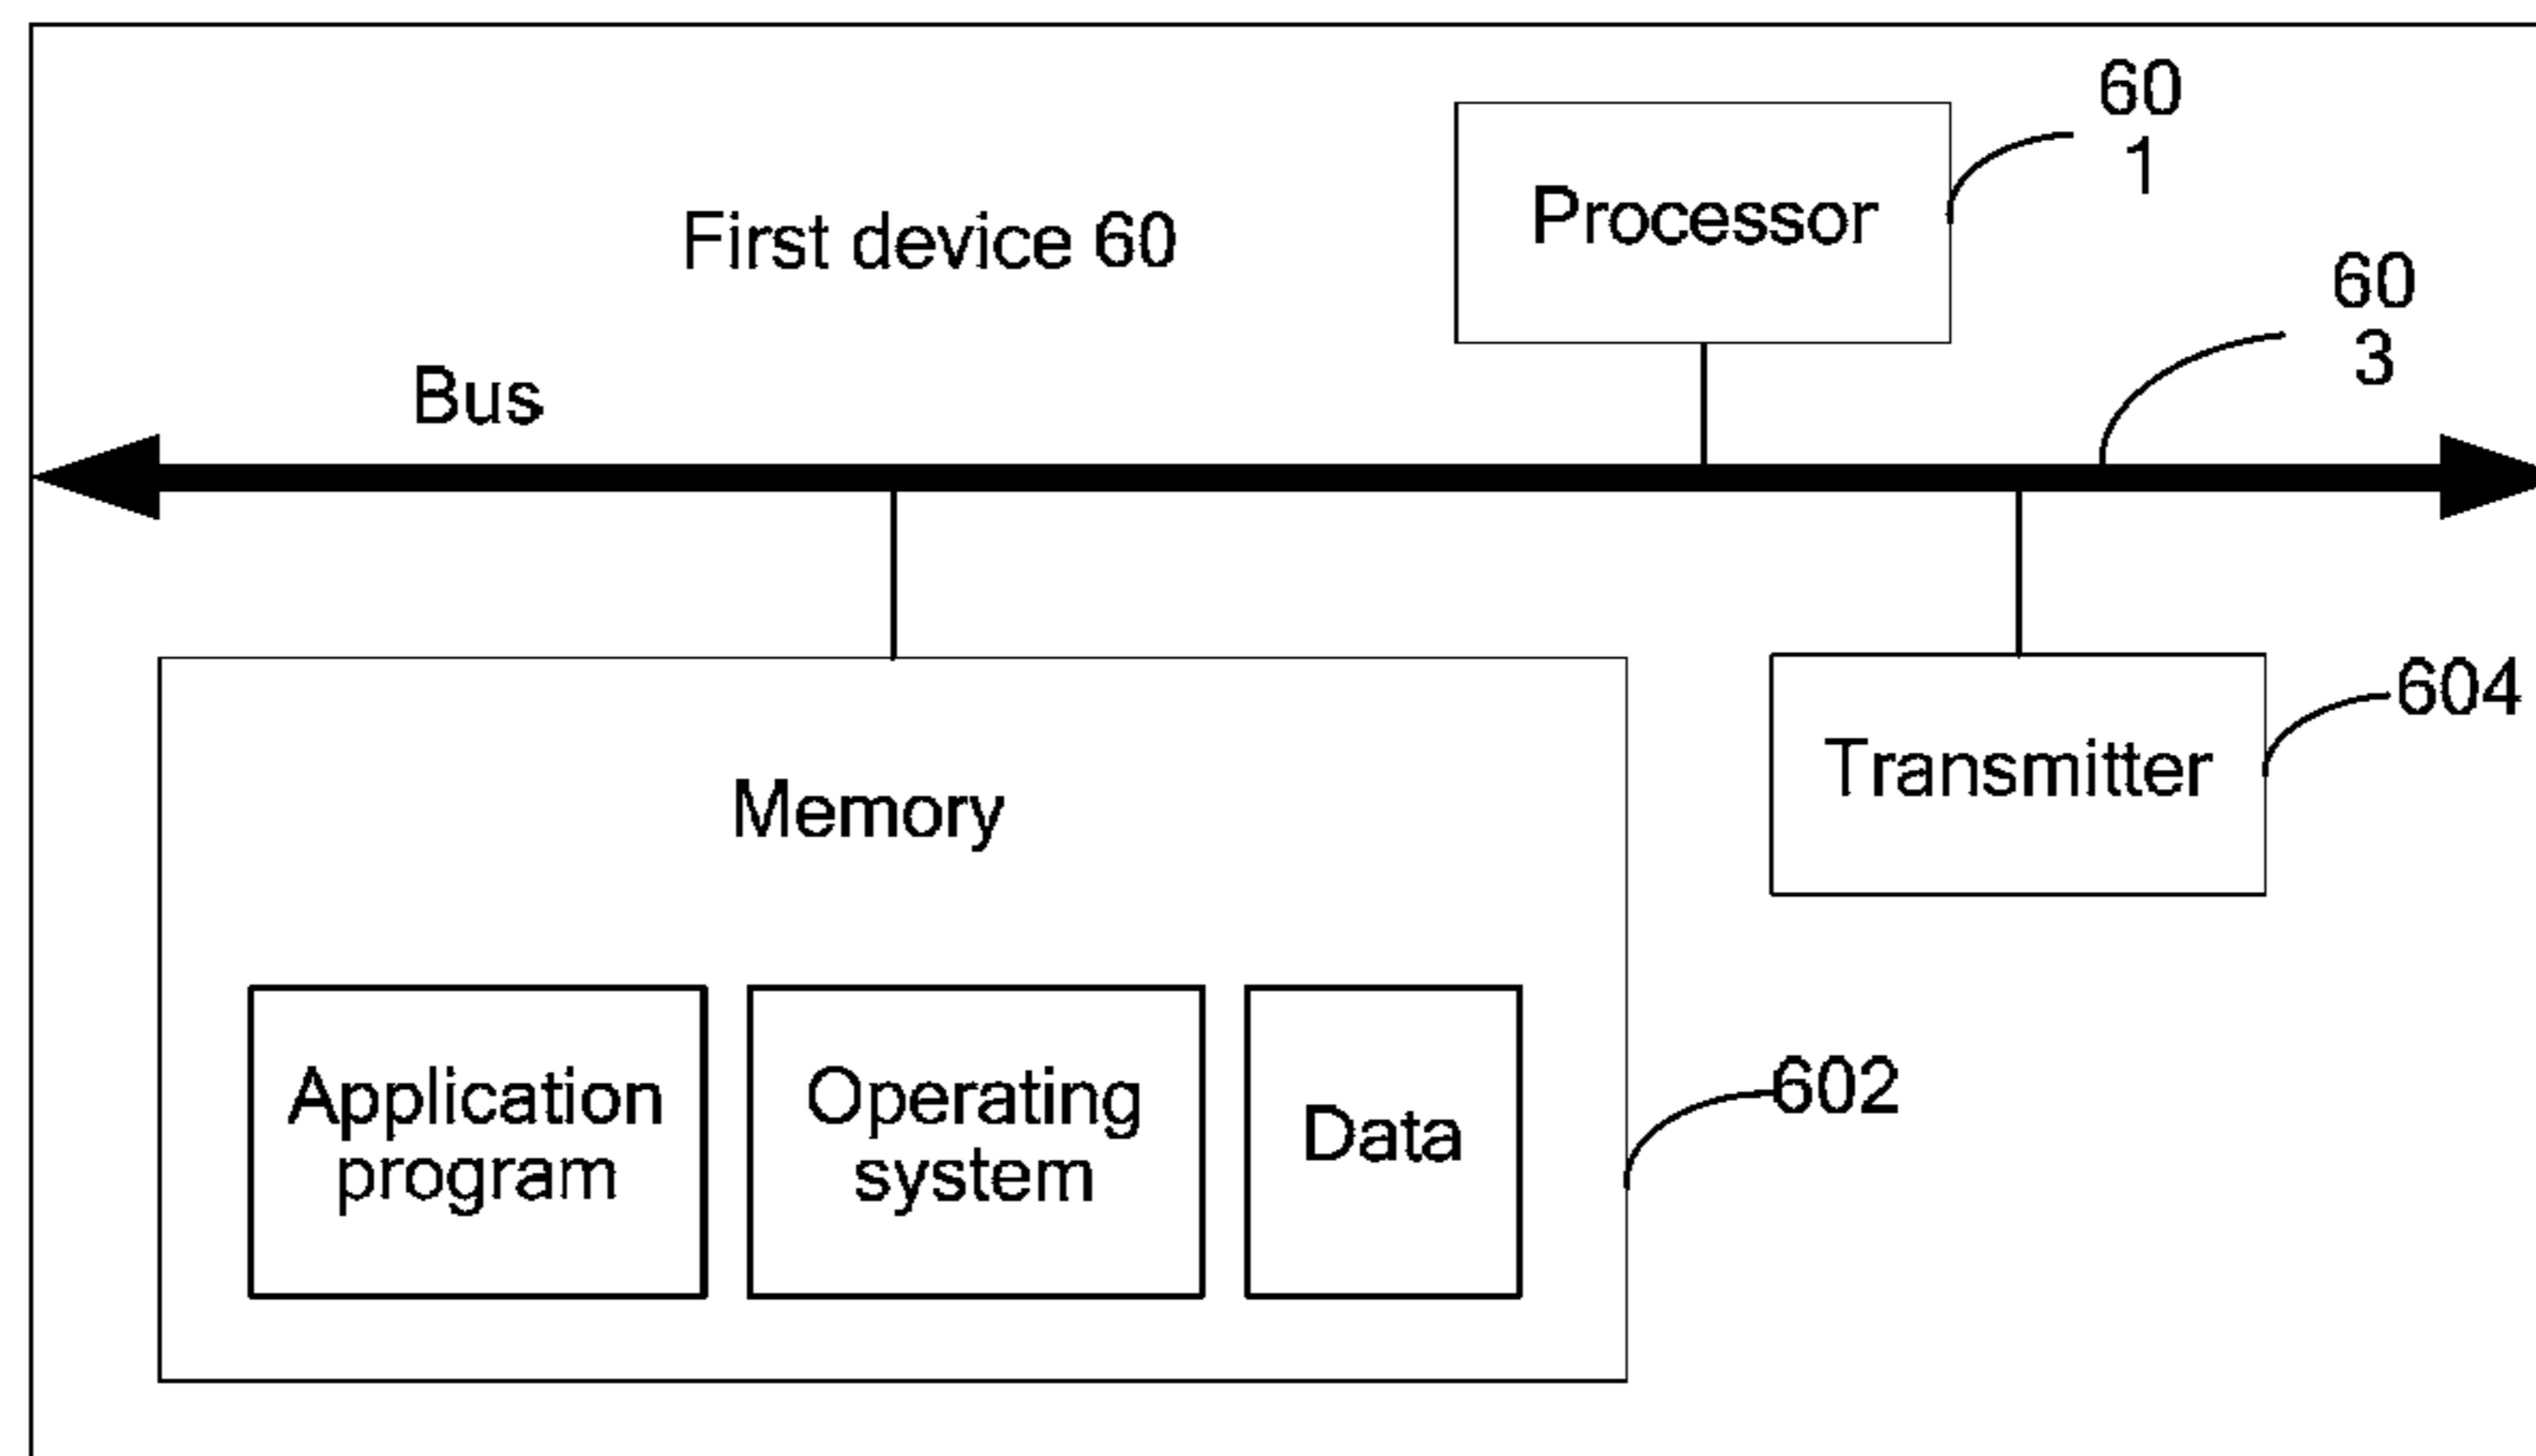 60
1
Processor
First device 60
60
3
Bus
604
Transmitter
Memory
602
Application
program
Operating
system
Data